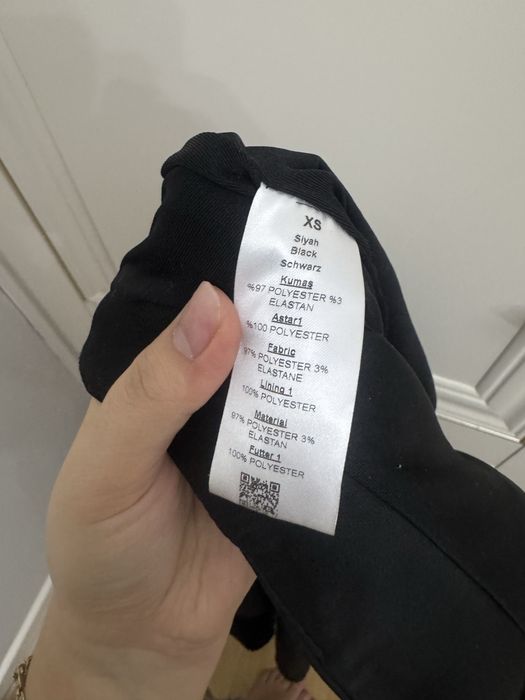 XS
Siyah
Black
Schwarz
Kumaş
%97 POLYESTER %3
ELASTAN
Astar1
%100 POLYESTER
Fabric
97% POLYESTER 3%
ELASTANE
Lining 1
100% POLYESTER
Material
97% POLYESTER 3%
ELASTAN
Futter 1
100% POLYESTER